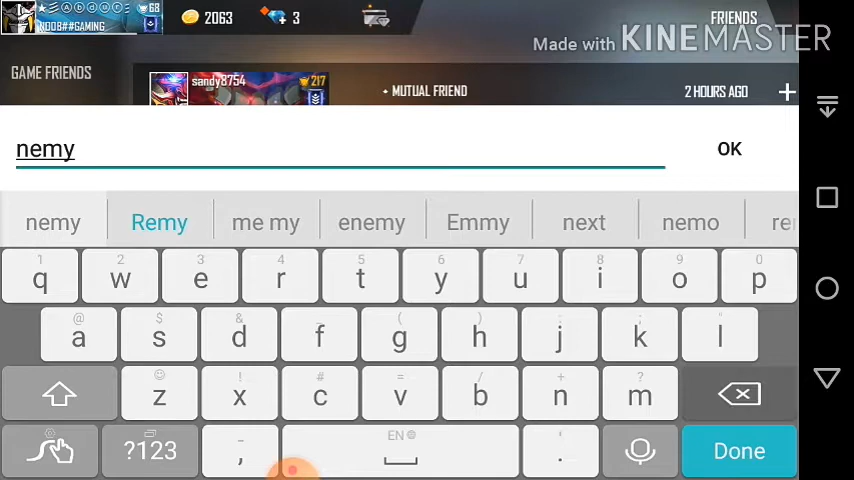 68
NOOB##GAMING
2063
3
FRIENDS
Made with KINEMASTER
GAME FRIENDS
sandy8754
217
+ MUTUAL FRIEND
2 HOURS AGO
+
nemy
OK
nemy Remy me my enemy Emmy next nemo
1 2 3 4 5 6 7 8 9 0
q w e r t y u i o p
@ $ & _ ( ) : ; "
a s d f g h j k l
! # = / + ?
z x c v b n m
EN
?123 , . Done